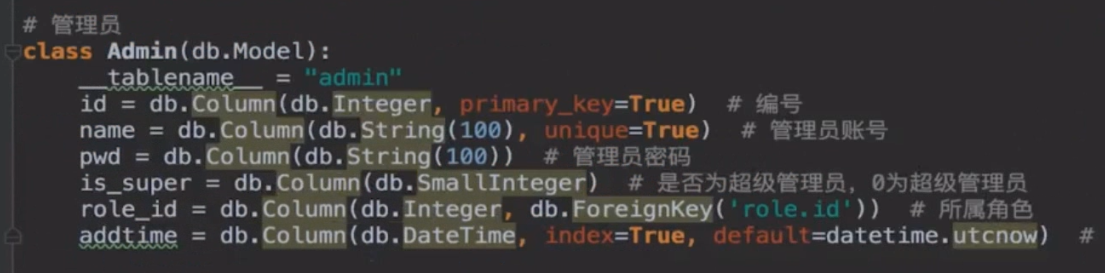 # 管理员
class Admin(db.Model):
    __tablename__ = "admin"
    id = db.Column(db.Integer, primary_key=True)  # 编号
    name = db.Column(db.String(100), unique=True)  # 管理员账号
    pwd = db.Column(db.String(100))  # 管理员密码
    is_super = db.Column(db.SmallInteger)  # 是否为超级管理员，0为超级管理员
    role_id = db.Column(db.Integer, db.ForeignKey('role.id'))  # 所属角色
    addtime = db.Column(db.DateTime, index=True, default=datetime.utcnow)  #